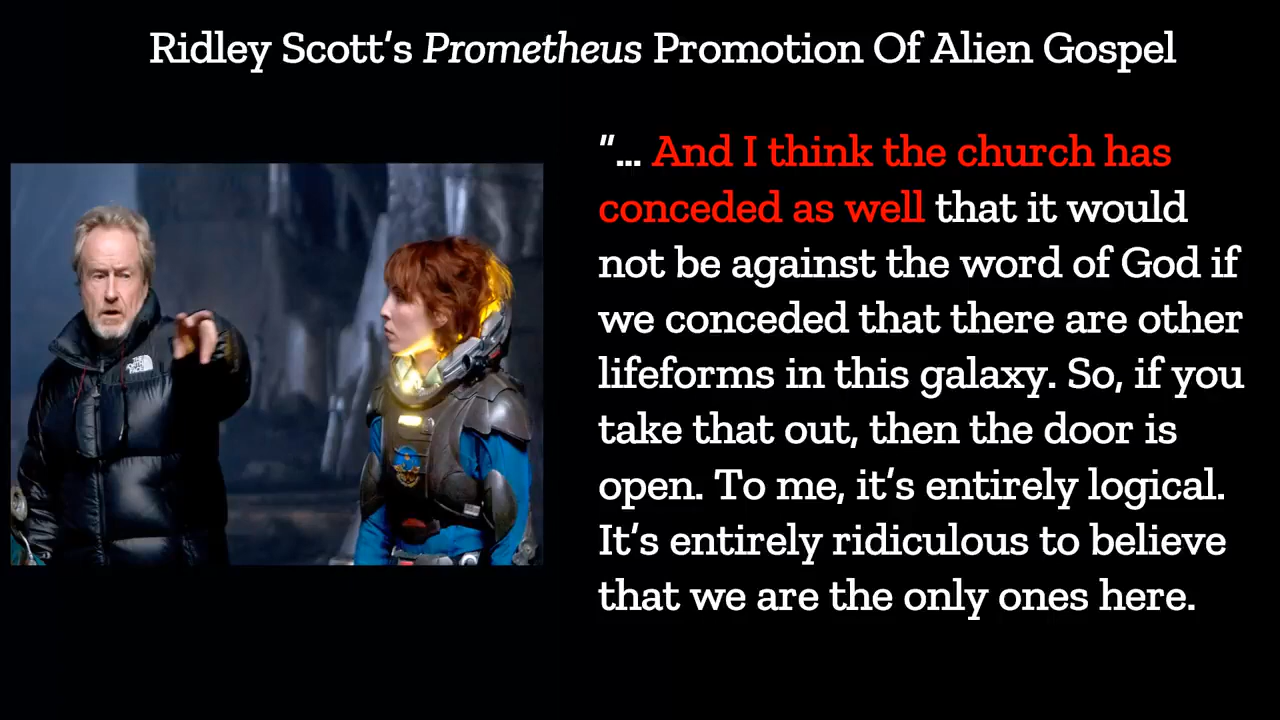 Ridley Scott's Prometheus Promotion Of Alien Gospel
"... And I think the church has
conceded as well that it would
not be against the word of God if
we conceded that there are other
lifeforms in this galaxy. So, if you
take that out, then the door is
open. To me, it's entirely logical.
It's entirely ridiculous to believe
that we are the only ones here.
THE
NORTH
FACE